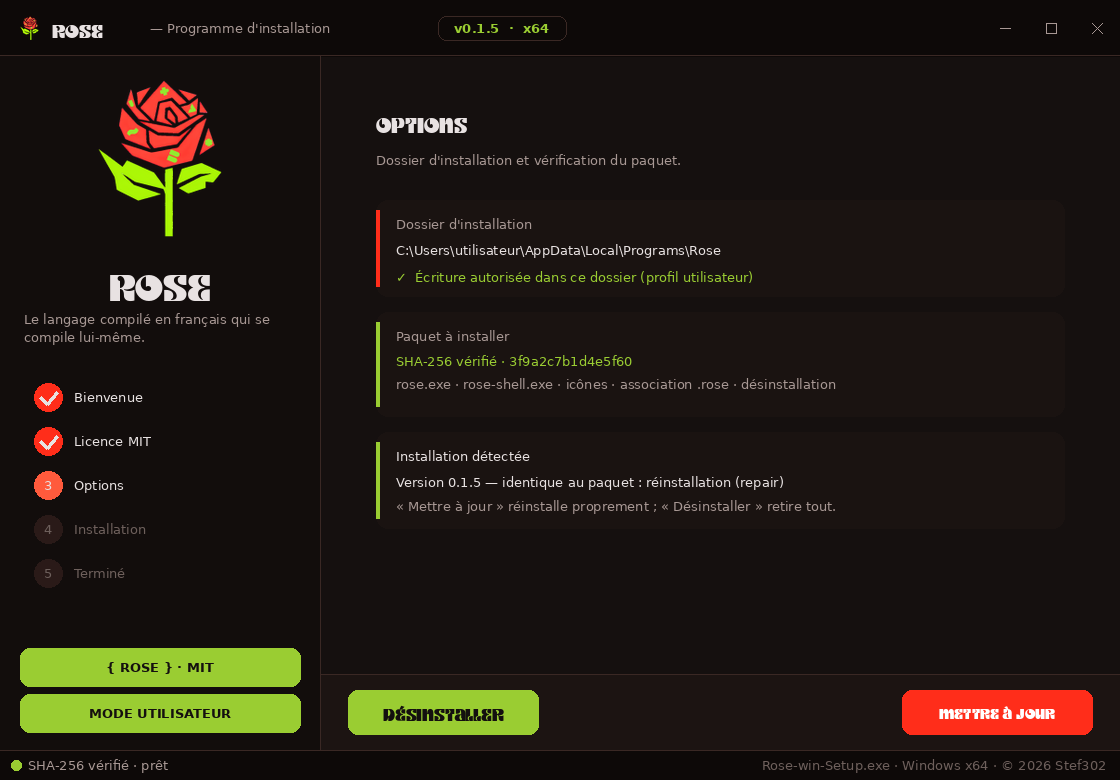 ROSE
— Programme d'installation
v0.1.5 · x64
ROSE
Le langage compilé en français qui se
compile lui-même.
Bienvenue
Licence MIT
3 Options
4 Installation
5 Terminé
{ ROSE } · MIT
MODE UTILISATEUR
OPTIONS
Dossier d'installation et vérification du paquet.
Dossier d'installation
C:\Users\utilisateur\AppData\Local\Programs\Rose
✓ Écriture autorisée dans ce dossier (profil utilisateur)
Paquet à installer
SHA-256 vérifié · 3f9a2c7b1d4e5f60
rose.exe · rose-shell.exe · icônes · association .rose · désinstallation
Installation détectée
Version 0.1.5 — identique au paquet : réinstallation (repair)
« Mettre à jour » réinstalle proprement ; « Désinstaller » retire tout.
DÉSINSTALLER
METTRE à JOUR
SHA-256 vérifié · prêt
Rose-win-Setup.exe · Windows x64 · © 2026 Stef302